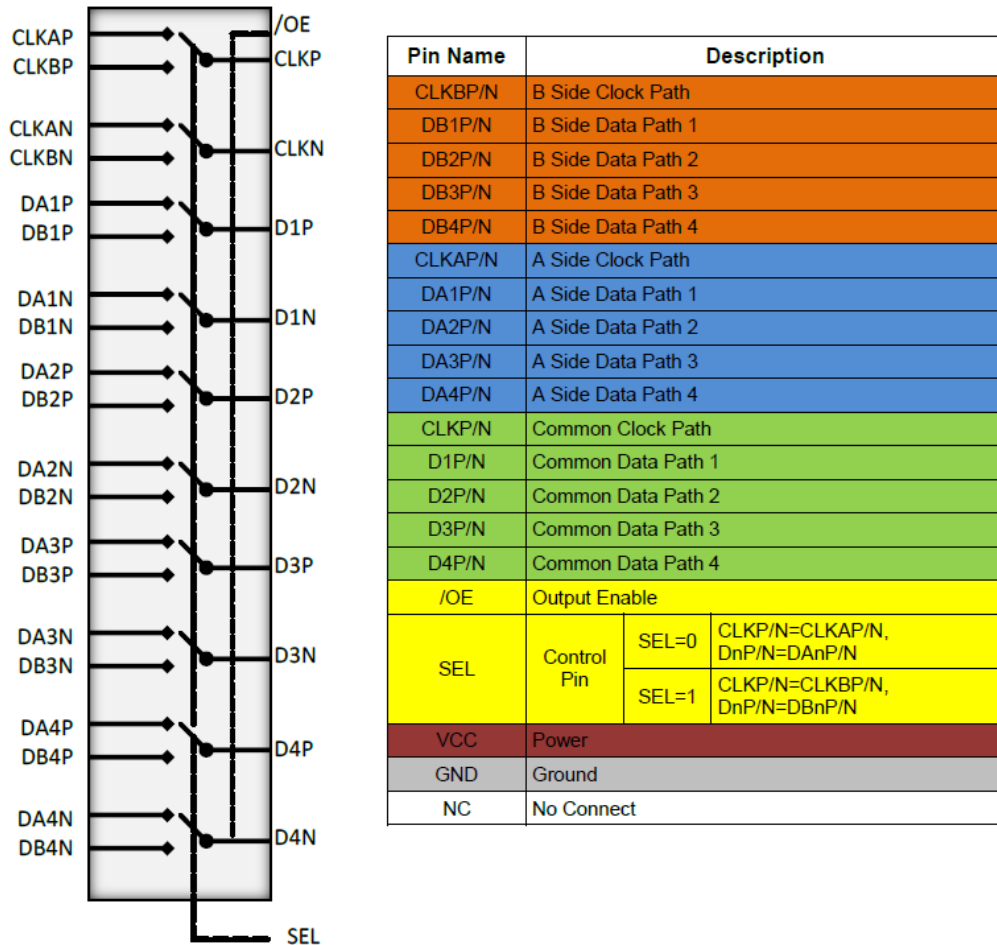 CLKAP
CLKBP
CLKAN
CLKBN
DA1P
DB1P
DA1N
DB1N
DA2P
DB2P
DA2N
DB2N
DA3P
DB3P
DA3N
DB3N
DA4P
DB4P
DA4N
DB4N
/OE
CLKP
CLKN
D1P
D1N
D2P
D2N
D3P
D3N
D4P
D4N
SEL
Pin Name Description
CLKBP/N B Side Clock Path
DB1P/N B Side Data Path 1
DB2P/N B Side Data Path 2
DB3P/N B Side Data Path 3
DB4P/N B Side Data Path 4
CLKAP/N A Side Clock Path
DA1P/N A Side Data Path 1
DA2P/N A Side Data Path 2
DA3P/N A Side Data Path 3
DA4P/N A Side Data Path 4
CLKP/N Common Clock Path
D1P/N Common Data Path 1
D2P/N Common Data Path 2
D3P/N Common Data Path 3
D4P/N Common Data Path 4
/OE Output Enable
SEL
Control
Pin
SEL=0
CLKP/N=CLKAP/N,
DnP/N=DAnP/N
SEL=1
CLKP/N=CLKBP/N,
DnP/N=DBnP/N
VCC Power
GND Ground
NC No Connect